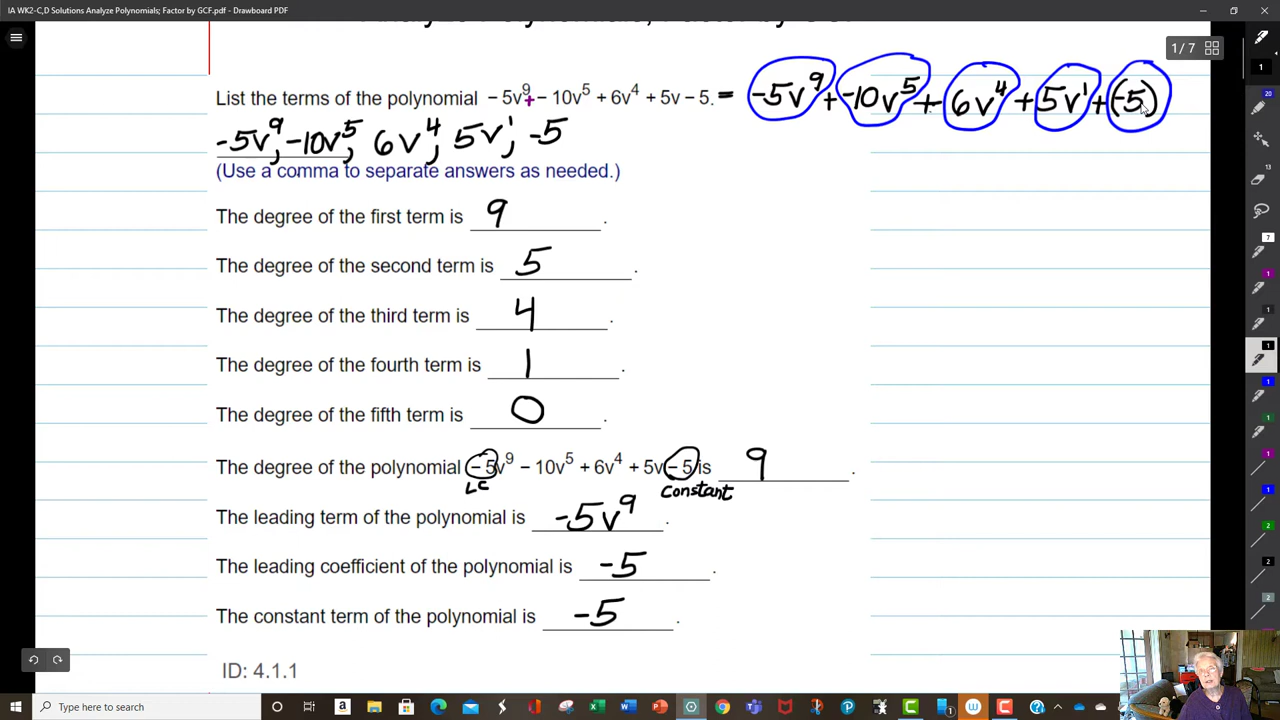 IA WK2-C,D Solutions Analyze Polynomials; Factor by GCF.pdf - Drawboard PDF
1 / 7
List the terms of the polynomial −5v⁹+−10v⁵+6v⁴+5v−5. = -5v⁹ + -10v⁵ + 6v⁴ + 5v¹ + (-5)
-5v⁹, -10v⁵, 6v⁴, 5v¹, -5
(Use a comma to separate answers as needed.)
The degree of the first term is 9.
The degree of the second term is 5.
The degree of the third term is 4.
The degree of the fourth term is 1.
The degree of the fifth term is 0.
The degree of the polynomial −5v⁹−10v⁵+6v⁴+5v−5 is 9.
LC Constant
The leading term of the polynomial is -5v⁹.
The leading coefficient of the polynomial is -5.
The constant term of the polynomial is -5.
ID: 4.1.1
Type here to search